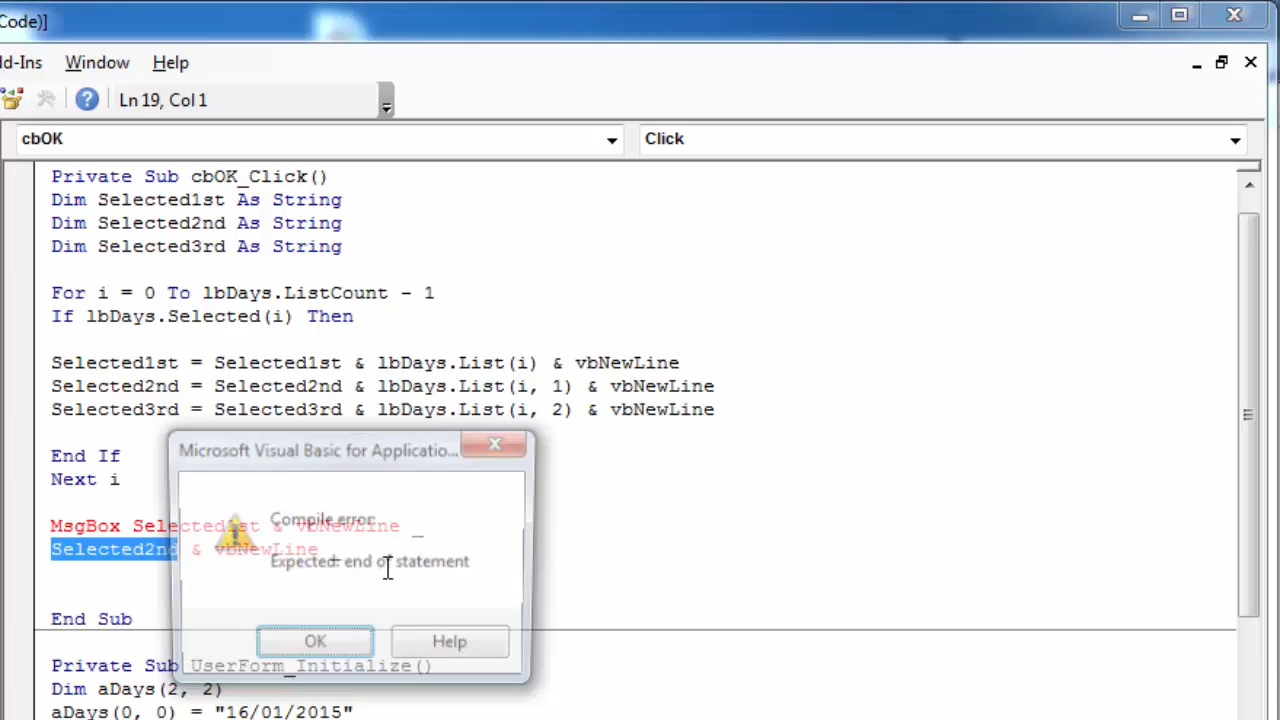 Code)]
ld-Ins Window Help
Ln 19, Col 1
cbOK Click
Private Sub cbOK_Click()
Dim Selected1st As String
Dim Selected2nd As String
Dim Selected3rd As String
For i = 0 To lbDays.ListCount - 1
If lbDays.Selected(i) Then
Selected1st = Selected1st & lbDays.List(i) & vbNewLine
Selected2nd = Selected2nd & lbDays.List(i, 1) & vbNewLine
Selected3rd = Selected3rd & lbDays.List(i, 2) & vbNewLine
End If
Next i
MsgBox Selected1st & vbNewLine _
Selected2nd & vbNewLine _
End Sub
Private Sub UserForm_Initialize()
Dim aDays(2, 2)
aDays(0, 0) = "16/01/2015"
Microsoft Visual Basic for Applicatio...
Compile error:
Expected: end of statement
OK Help